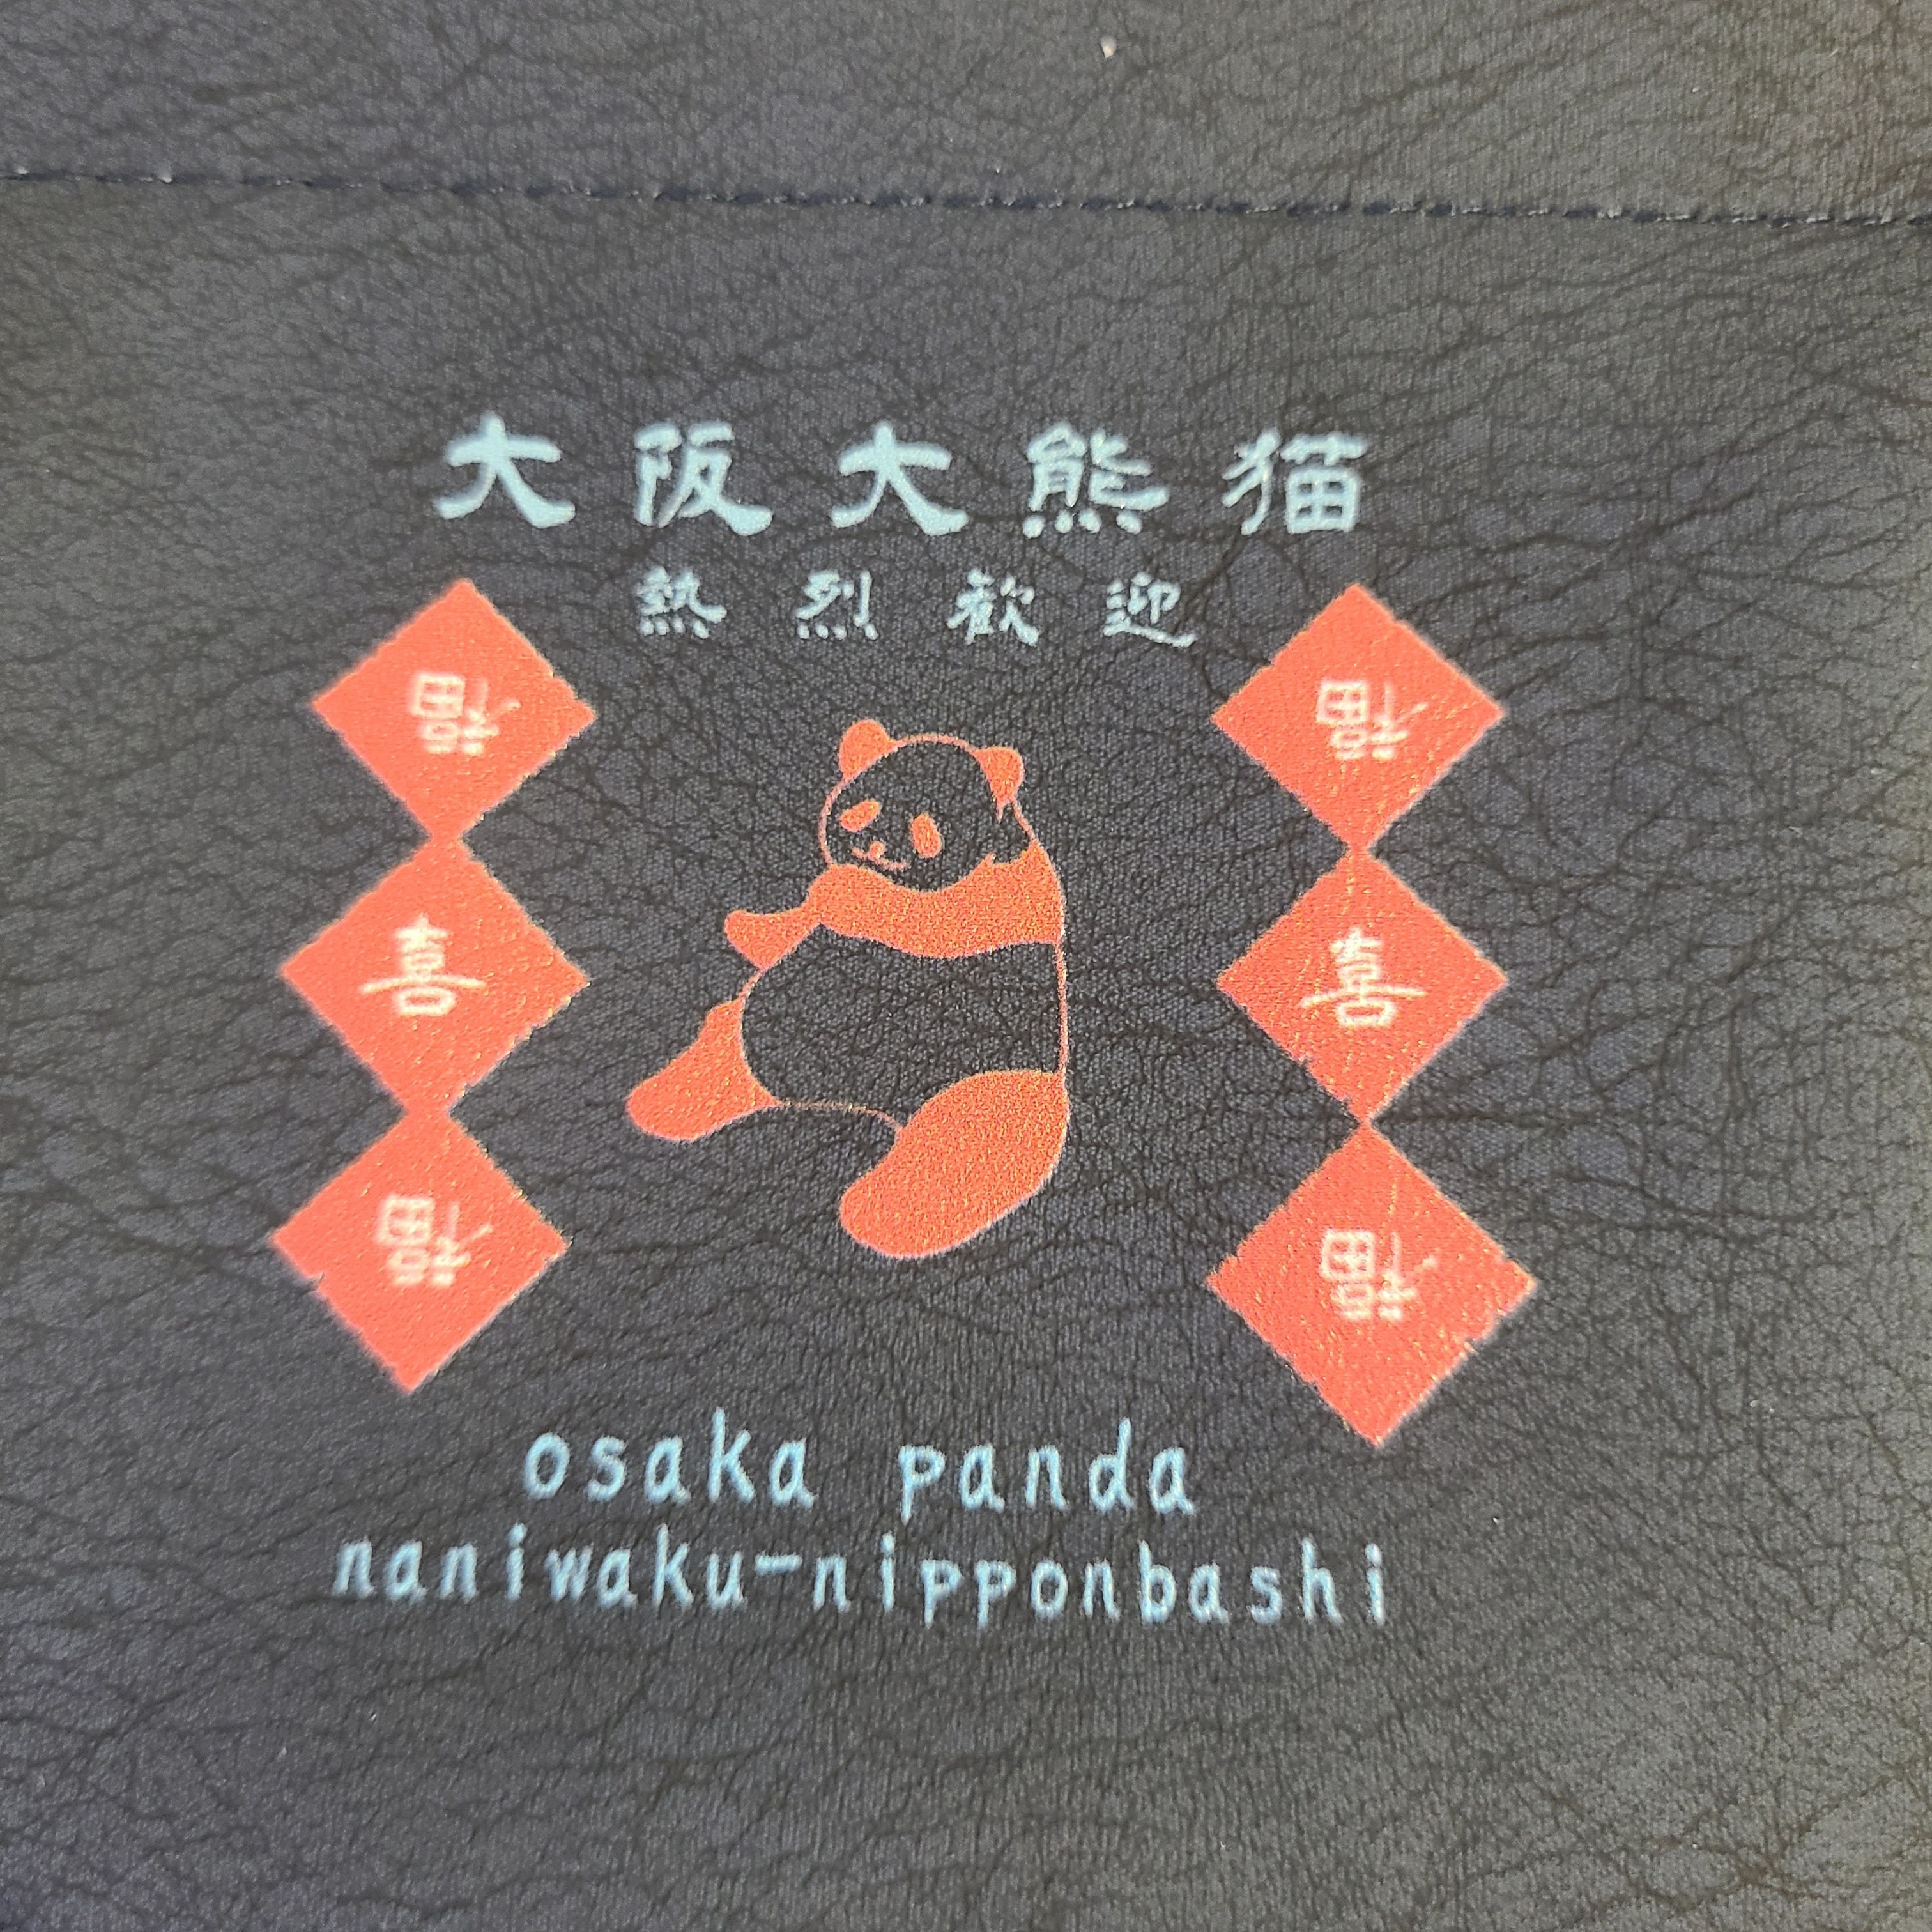 大阪大熊猫
熱烈歓迎
福
喜
福
福
喜
福
osaka panda
naniwaku-nipponbashi